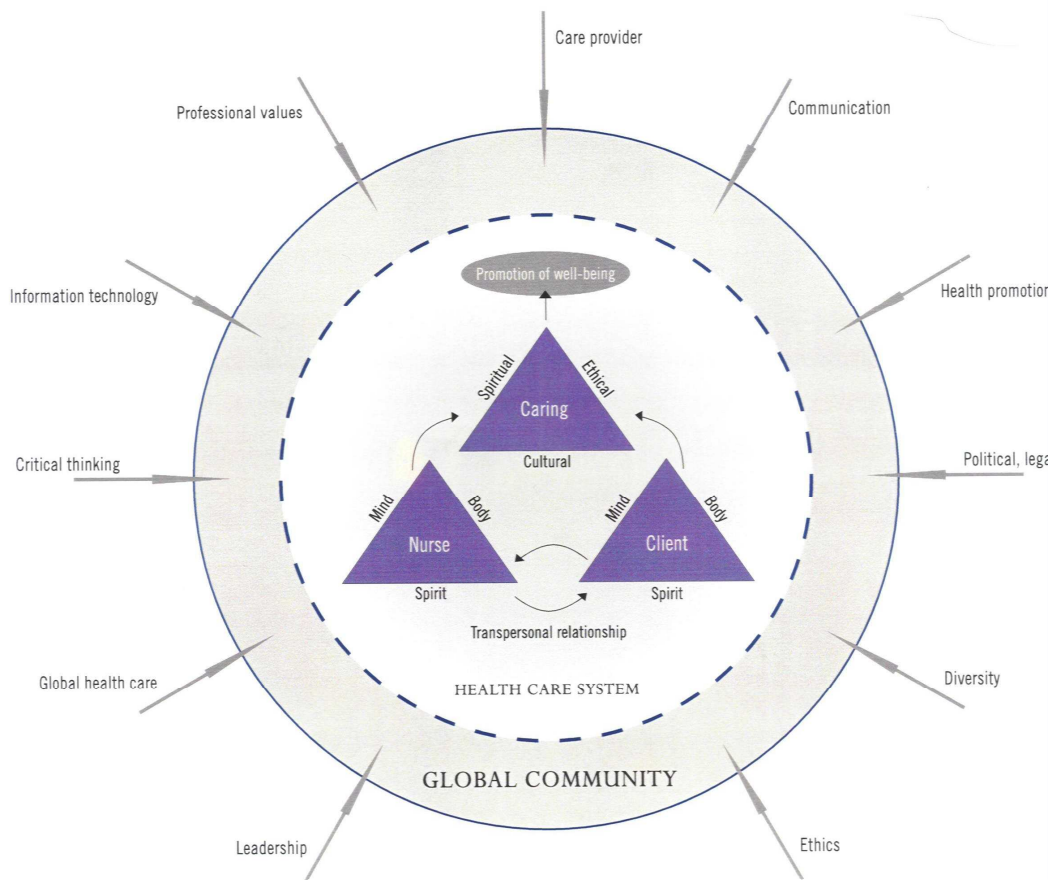 Care provider
Professional values
Communication
Promotion of well-being
Information technology
Health promotion
Spiritual
Ethical
Caring
Cultural
Critical thinking
Political, lega
Mind
Body
Nurse
Spirit
Mind
Body
Client
Spirit
Transpersonal relationship
Global health care
HEALTH CARE SYSTEM
Diversity
GLOBAL COMMUNITY
Leadership
Ethics